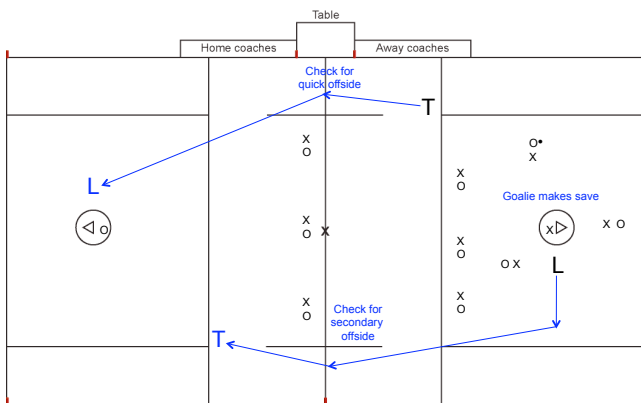 Table
Home coaches
Away coaches
Check for
quick offside
T
X
O
O
X
X
O
L
Goalie makes save
O
X
O
X
X
X O
X
O
X
L
O X
X
O
X
O
Check for
secondary
offside
T